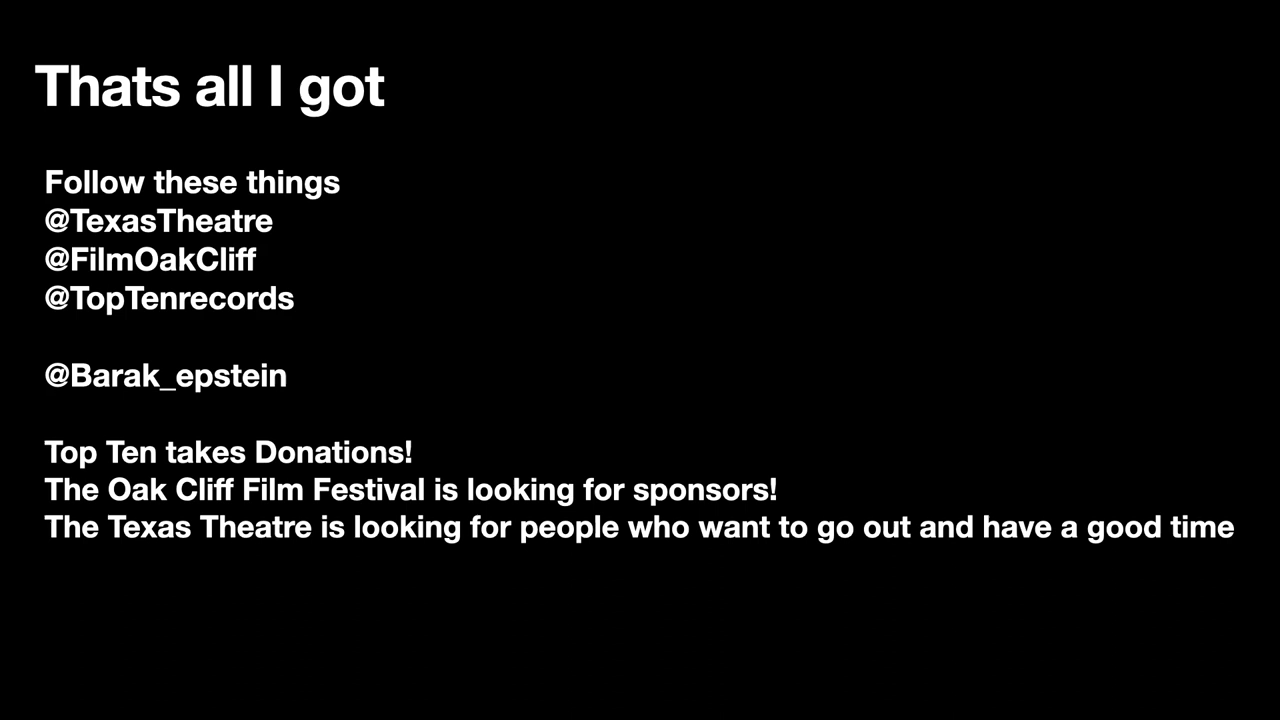 Thats all I got
Follow these things
@TexasTheatre
@FilmOakCliff
@TopTenrecords
@Barak_epstein
Top Ten takes Donations!
The Oak Cliff Film Festival is looking for sponsors!
The Texas Theatre is looking for people who want to go out and have a good time